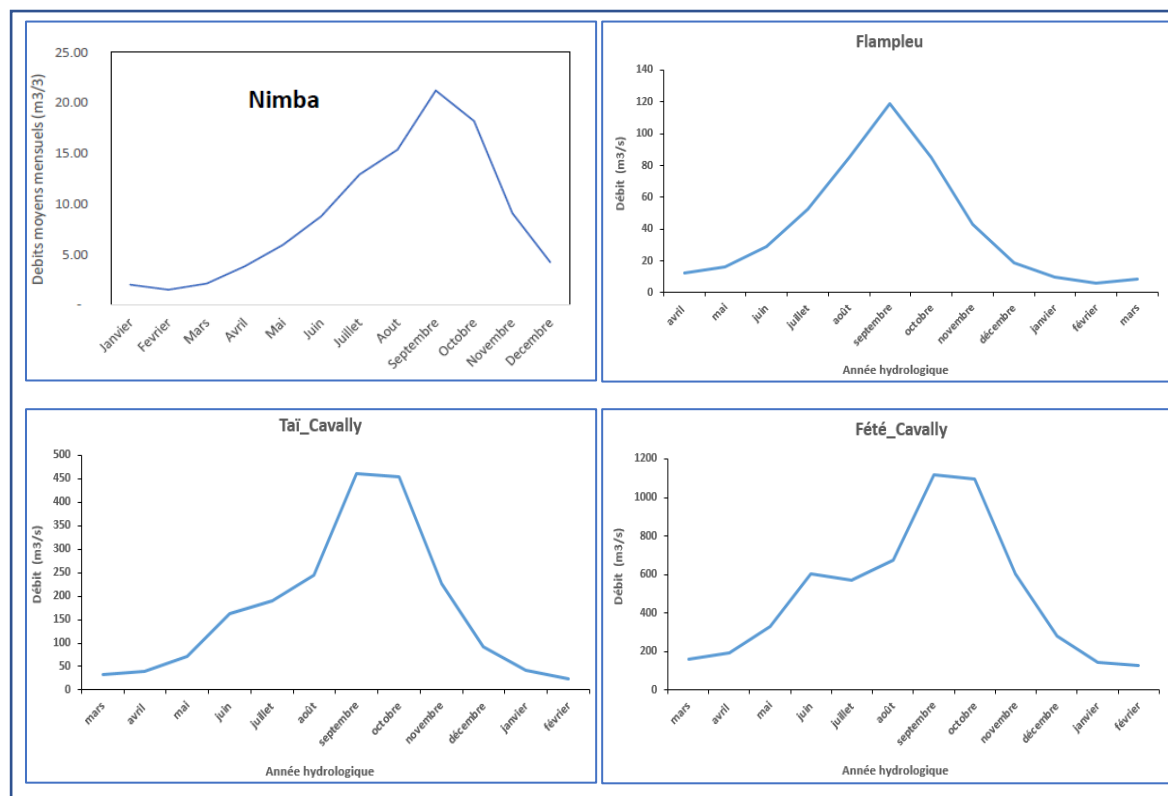 Nimba
Debits moyens mensuels (m3/3)
25.00
20.00
15.00
10.00
5.00
-
Janvier Fevrier Mars Avril Mai Juin Juillet Aout Septembre Octobre Novembre Decembre
Flampleu
Débit (m3/s)
140
120
100
80
60
40
20
0
avril mai juin juillet août septembre octobre novembre décembre janvier février mars
Année hydrologique
Taï_Cavally
Débit (m3/s)
500
450
400
350
300
250
200
150
100
50
0
mars avril mai juin juillet août septembre octobre novembre décembre janvier février
Année hydrologique
Fété_Cavally
Débit (m3/s)
1200
1000
800
600
400
200
0
mars avril mai juin juillet août septembre octobre novembre décembre janvier février
Année hydrologique